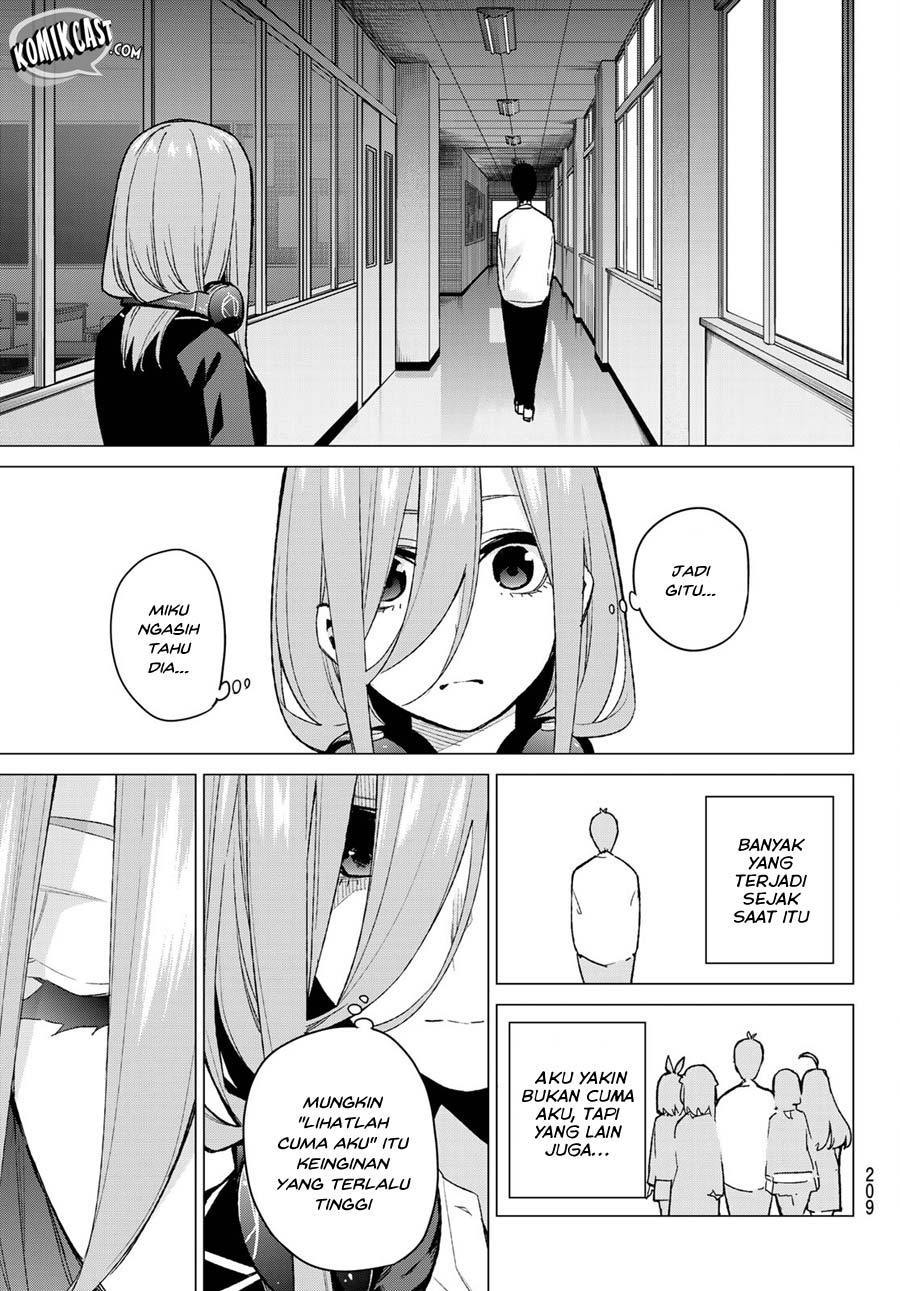 KOMIKCAST
.COM
JADI
GITU...
MIKU
NGASIH
TAHU
DIA...
BANYAK
YANG
TERJADI
SEJAK
SAAT ITU
AKU YAKIN
BUKAN CUMA
AKU, TAPI
YANG LAIN
JUGA...
MUNGKIN
"LIHATLAH
CUMA AKU" ITU
KEINGINAN
YANG TERLALU
TINGGI
209